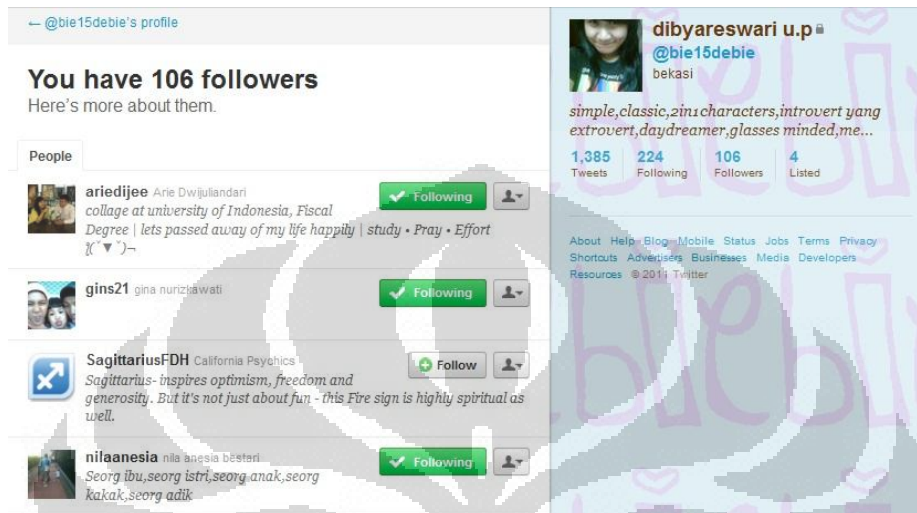 ← @bie15debie's profile
You have 106 followers
Here's more about them.
People
ariedijee Arie Dwijuliandari
Following
collage at university of Indonesia, Fiscal
Degree | lets passed away of my life happily | study • Pray • Effort
ζ(ˇ▼ˇ)¬
gins21 gina nurizkawati
Following
SagittariusFDH California Psychics
Follow
Sagittarius- inspires optimism, freedom and
generosity. But it's not just about fun - this Fire sign is highly spiritual as
well.
nilaanesia nila anesia bestari
Following
Seorg ibu,seorg istri,seorg anak,seorg
kakak,seorg adik
dibyareswari u.p
@bie15debie
bekasi
simple,classic,2in1characters,introvert yang
extrovert,daydreamer,glasses minded,me...
1,385 224 106 4
Tweets Following Followers Listed
About Help Blog Mobile Status Jobs Terms Privacy
Shortcuts Advertisers Businesses Media Developers
Resources © 2011 Twitter